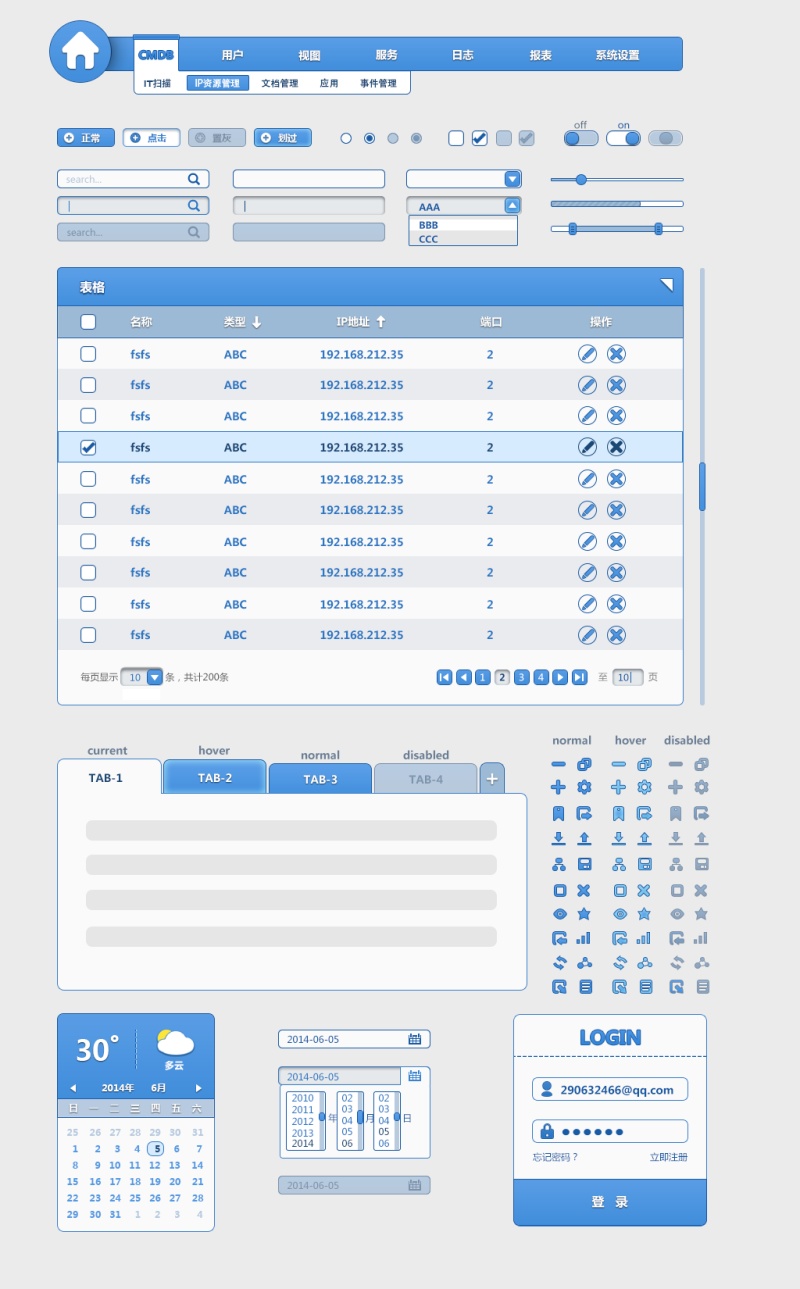 CMDB 用户 视图 服务 日志 报表 系统设置
IT扫描 IP资源管理 文档管理 应用 事件管理
off on
正常 点击 置灰 划过
search...
AAA
BBB
search...
CCC
表格
名称 类型 IP地址 端口 操作
fsfs ABC 192.168.212.35 2
fsfs ABC 192.168.212.35 2
fsfs ABC 192.168.212.35 2
fsfs ABC 192.168.212.35 2
fsfs ABC 192.168.212.35 2
fsfs ABC 192.168.212.35 2
fsfs ABC 192.168.212.35 2
fsfs ABC 192.168.212.35 2
fsfs ABC 192.168.212.35 2
fsfs ABC 192.168.212.35 2
每页显示 10 条，共计200条 1 2 3 4 至 10 页
current hover normal disabled
TAB-1 TAB-2 TAB-3 TAB-4
normal hover disabled
30°
多云
2014年 6月
日 一 二 三 四 五 六
25 26 27 28 29 30 31
1 2 3 4 5 6 7
8 9 10 11 12 13 14
15 16 17 18 19 20 21
22 23 24 25 26 27 28
29 30 31 1 2 3 4
2014-06-05
2014-06-05
2010 02 02
2011 03 03
2012 年 04 月 04 日
2013 05 05
2014 06 06
2014-06-05
LOGIN
290632466@qq.com
忘记密码？ 立即注册
登 录